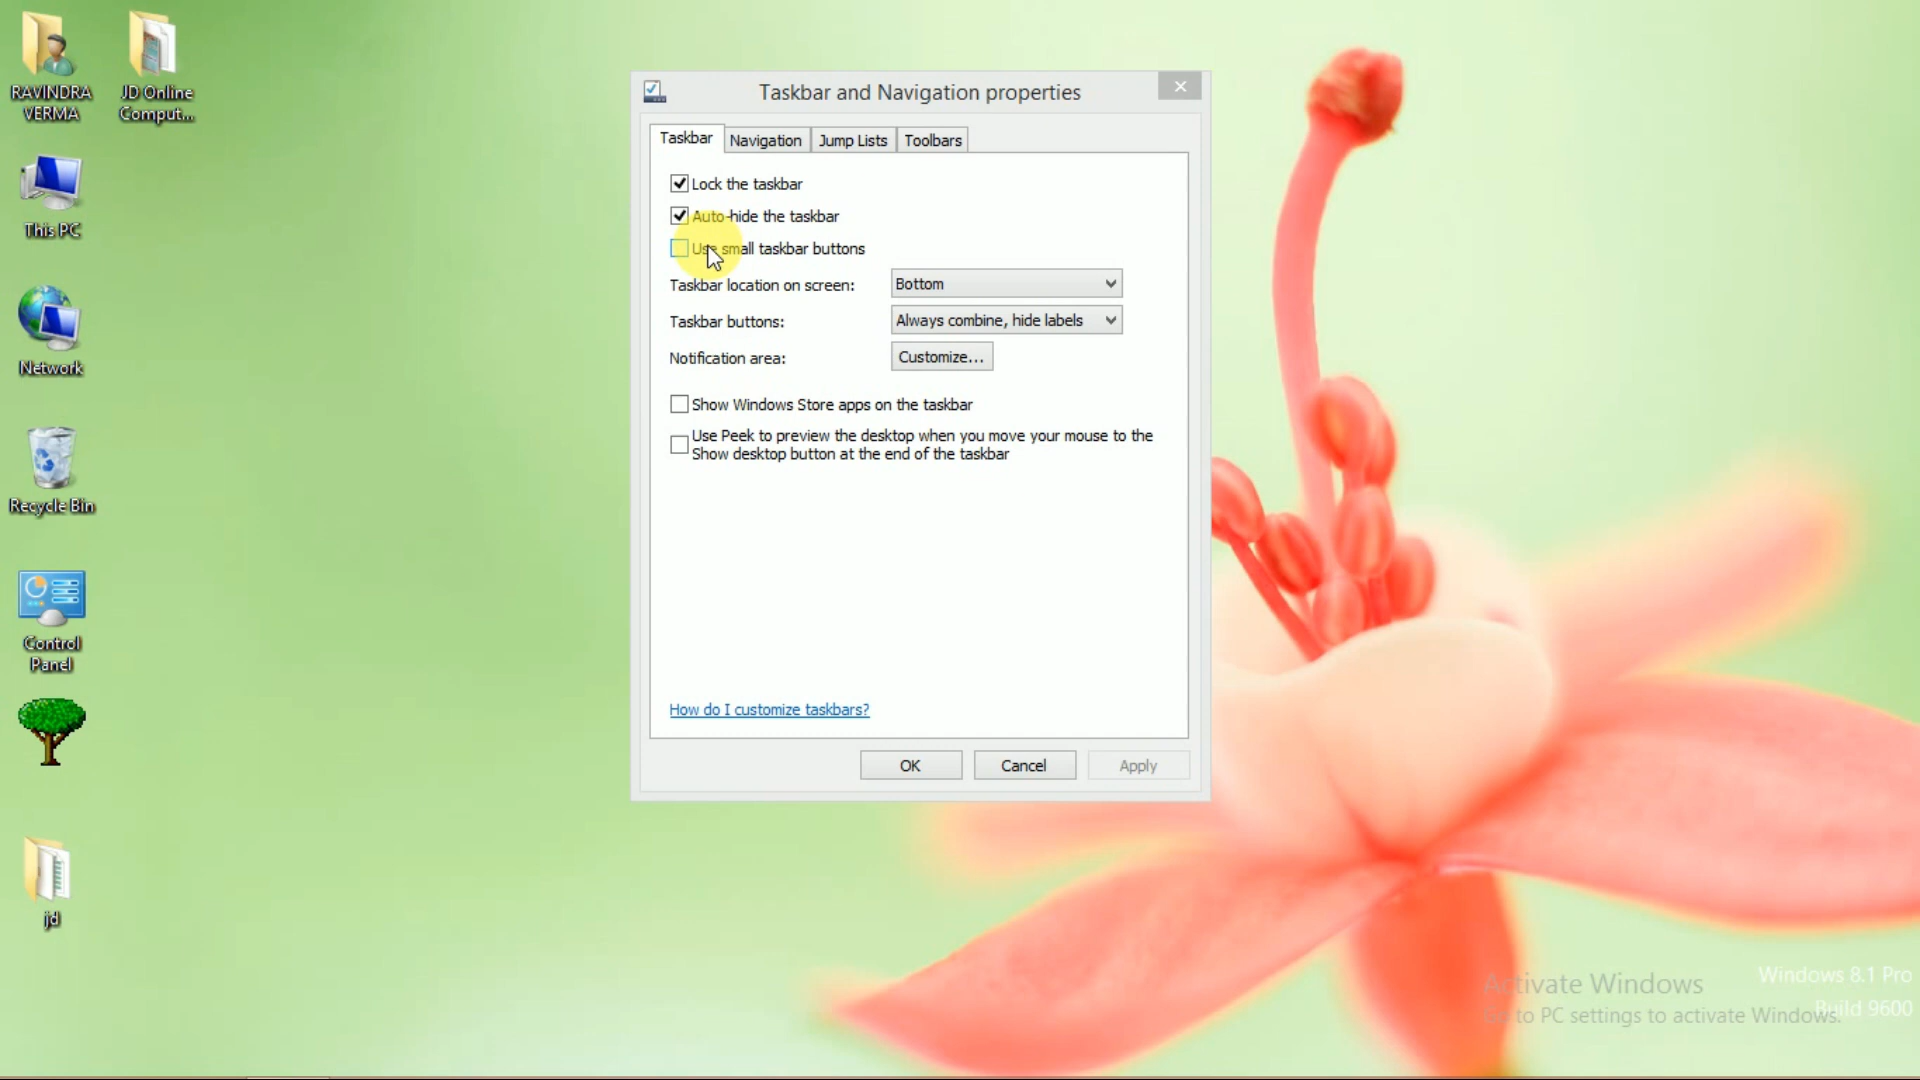 RAVINDRA
VERMA
JD Online
Comput...
This PC
Network
Recycle Bin
Control
Panel
jd
Taskbar and Navigation properties
Taskbar
Navigation
Jump Lists
Toolbars
Lock the taskbar
Auto-hide the taskbar
Use small taskbar buttons
Taskbar location on screen:
Bottom
Taskbar buttons:
Always combine, hide labels
Notification area:
Customize...
Show Windows Store apps on the taskbar
Use Peek to preview the desktop when you move your mouse to the
Show desktop button at the end of the taskbar
How do I customize taskbars?
OK
Cancel
Apply
Activate Windows
Go to PC settings to activate Windows.
Windows 8.1 Pro
Build 9600